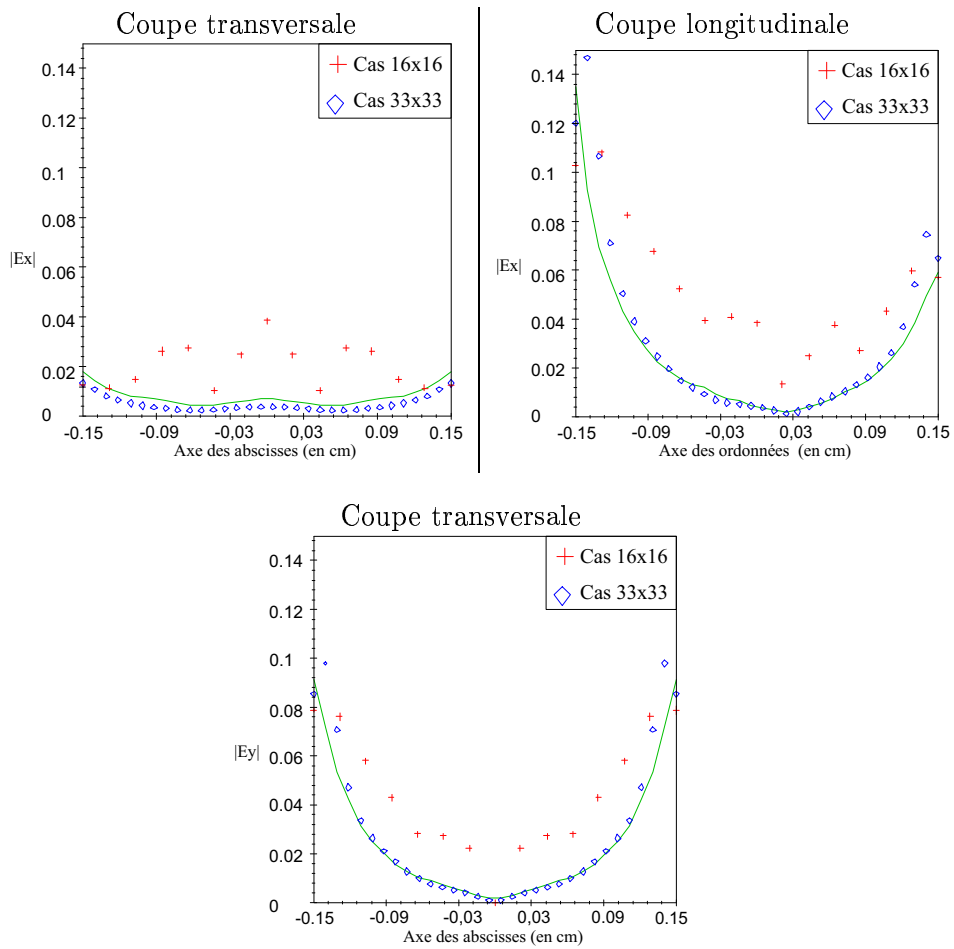 Coupe transversale
Cas 16x16
Cas 33x33
0.14
0.12
0.1
0.08
0.06
0.04
0.02
0
|Ex|
-0.15 -0.09 -0,03 0,03 0.09 0.15
Axe des abscisses (en cm)
Coupe longitudinale
Cas 16x16
Cas 33x33
0.14
0.12
0.1
0.08
0.06
0.04
0.02
0
|Ex|
-0.15 -0.09 -0,03 0,03 0.09 0.15
Axe des ordonnées (en cm)
Coupe transversale
Cas 16x16
Cas 33x33
0.14
0.12
0.1
0.08
0.06
0.04
0.02
0
|Ey|
-0.15 -0.09 -0,03 0,03 0.09 0.15
Axe des abscisses (en cm)